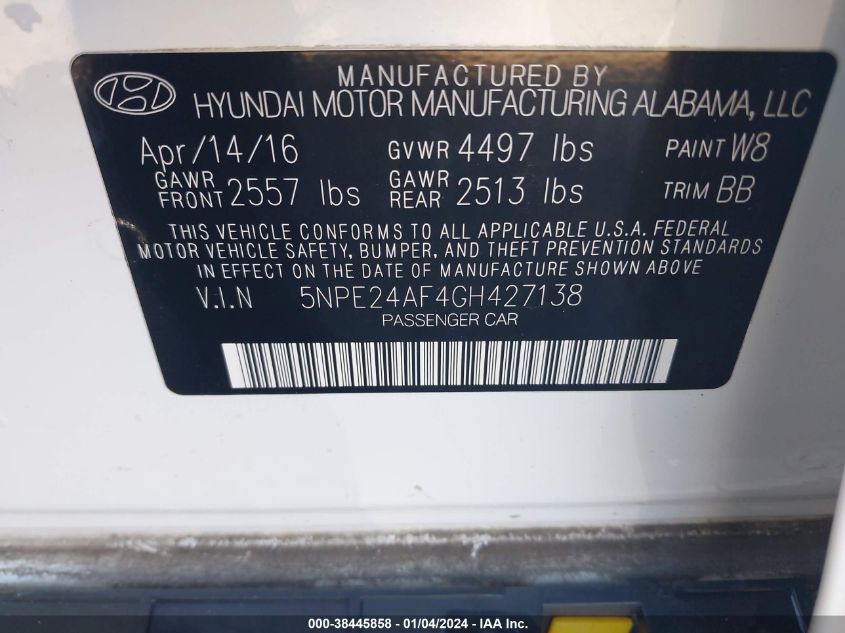 MANUFACTURED BY
HYUNDAI MOTOR MANUFACTURING ALABAMA, LLC
Apr/14/16 GVWR 4497 lbs PAINT W8
GAWR FRONT 2557 lbs GAWR REAR 2513 lbs TRIM BB
THIS VEHICLE CONFORMS TO ALL APPLICABLE U.S.A. FEDERAL
MOTOR VEHICLE SAFETY, BUMPER, AND THEFT PREVENTION STANDARDS
IN EFFECT ON THE DATE OF MANUFACTURE SHOWN ABOVE
V.I.N 5NPE24AF4GH427138
PASSENGER CAR
000-38445858 - 01/04/2024 - IAA Inc.